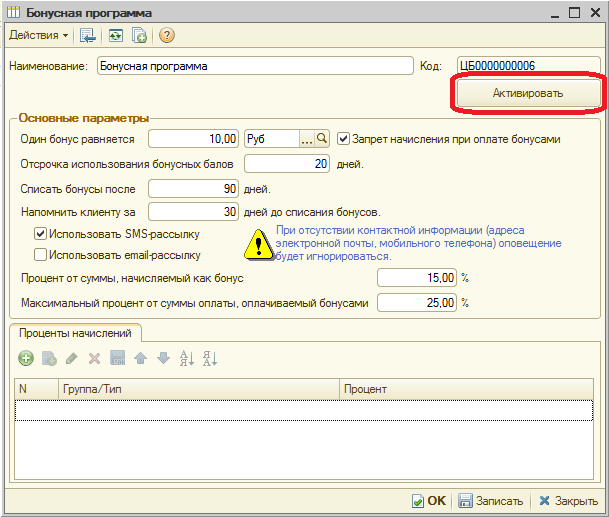 Бонусная программа
Действия
Наименование: Бонусная программа Код: ЦБ0000000006
Активировать
Основные параметры
Один бонус равняется 10,00 Руб ... Запрет начисления при оплате бонусами
Отсрочка использования бонусных балов 20 дней.
Списать бонусы после 90 дней.
Напомнить клиенту за 30 дней до списания бонусов.
Использовать SMS-рассылку
Использовать email-рассылку
При отсутствии контактной информации (адреса
электронной почты, мобильного телефона) оповещение
будет игнорироваться.
Процент от суммы, начисляемый как бонус 15,00 %
Максимальный процент от суммы оплаты, оплачиваемый бонусами 25,00 %
Проценты начислений
N Группа/Тип Процент
OK Записать Закрыть